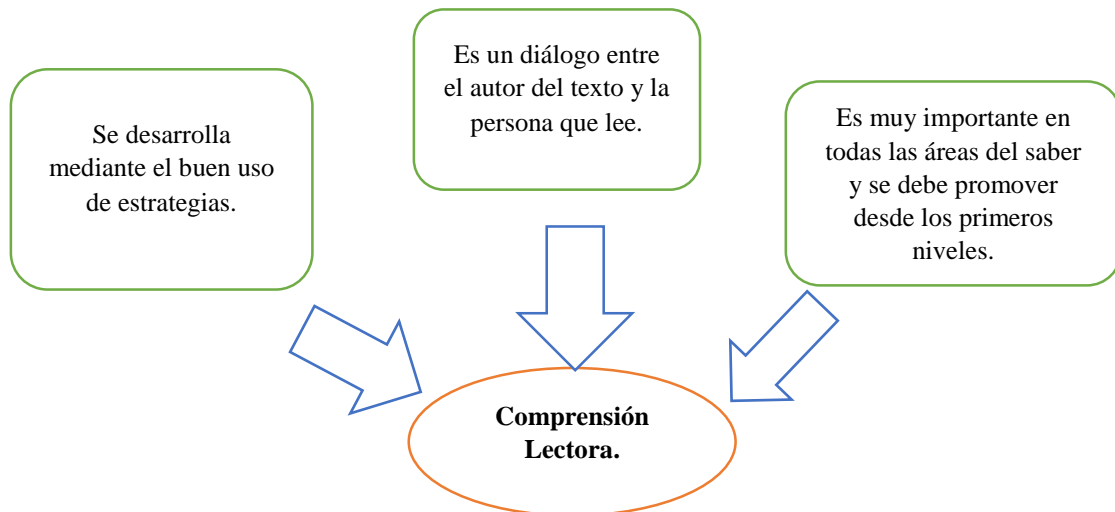 Se desarrolla
mediante el buen uso
de estrategias.
Es un diálogo entre
el autor del texto y la
persona que lee.
Es muy importante en
todas las áreas del saber
y se debe promover
desde los primeros
niveles.
Comprensión
Lectora.